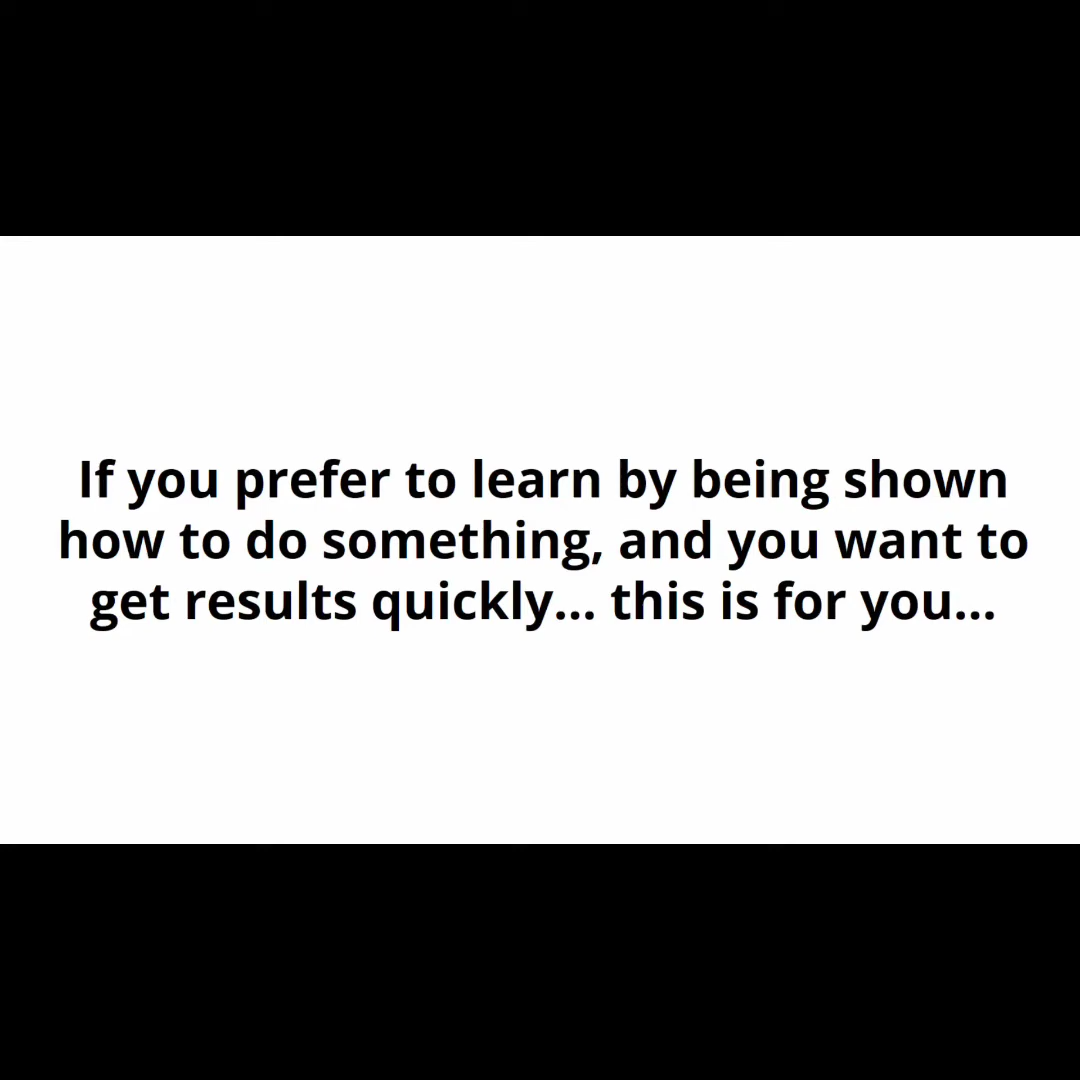 If you prefer to learn by being shown
how to do something, and you want to
get results quickly... this is for you...